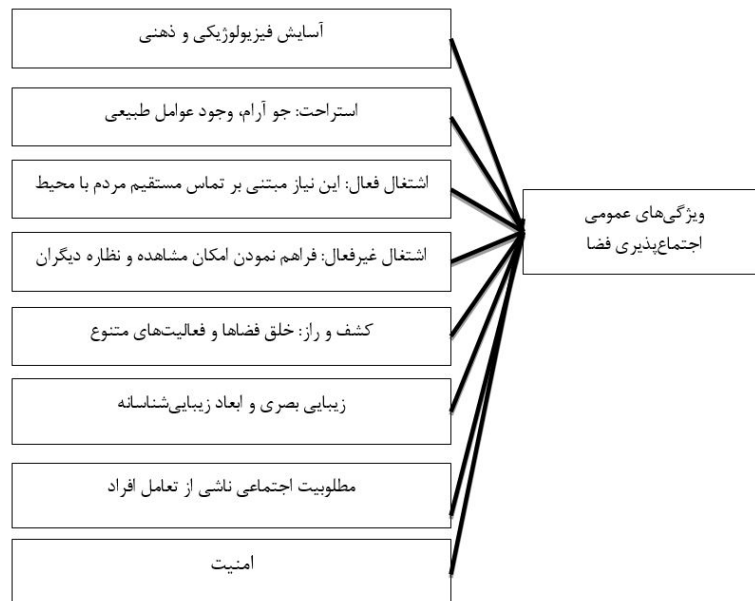 ویژگی‌های عمومی
اجتماع‌پذیری فضا
آسایش فیزیولوژیکی و ذهنی
استراحت: جو آرام، وجود عوامل طبیعی
اشتغال فعال: این نیاز مبتنی بر تماس مستقیم مردم با محیط
اشتغال غیرفعال: فراهم نمودن امکان مشاهده و نظاره دیگران
کشف و راز: خلق فضاها و فعالیت‌های متنوع
زیبایی بصری و ابعاد زیبایی‌شناسانه
مطلوبیت اجتماعی ناشی از تعامل افراد
امنیت